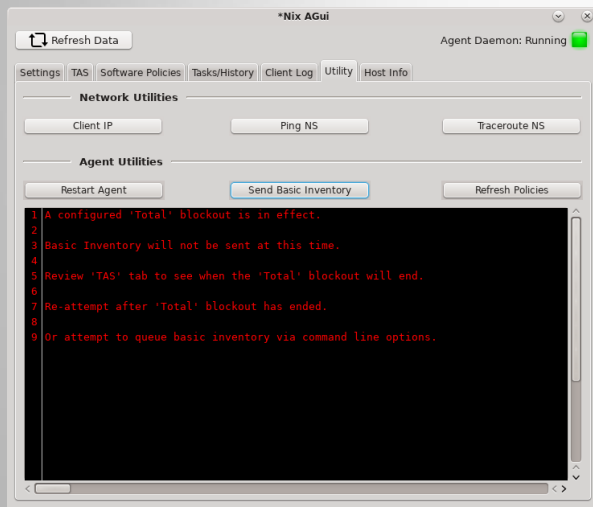 *Nix AGui
Refresh Data
Agent Daemon: Running
Settings TAS Software Policies Tasks/History Client Log Utility Host Info
Network Utilities
Client IP Ping NS Traceroute NS
Agent Utilities
Restart Agent Send Basic Inventory Refresh Policies
1 A configured 'Total' blockout is in effect.
2
3 Basic Inventory will not be sent at this time.
4
5 Review 'TAS' tab to see when the 'Total' blockout will end.
6
7 Re-attempt after 'Total' blockout has ended.
8
9 Or attempt to queue basic inventory via command line options.